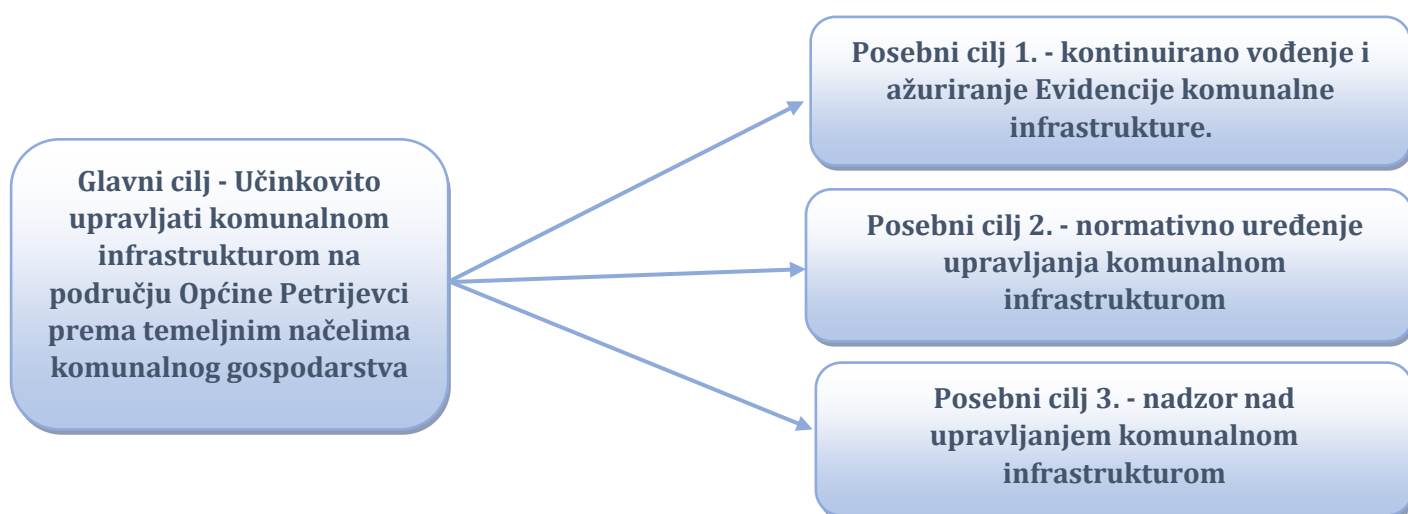 Glavni cilj - Učinkovito
upravljati komunalnom
infrastrukturom na
području Općine Petrijevci
prema temeljnim načelima
komunalnog gospodarstva
Posebni cilj 1. - kontinuirano vođenje i
ažuriranje Evidencije komunalne
infrastrukture.
Posebni cilj 2. - normativno uređenje
upravljanja komunalnom
infrastrukturom
Posebni cilj 3. - nadzor nad
upravljanjem komunalnom
infrastrukturom